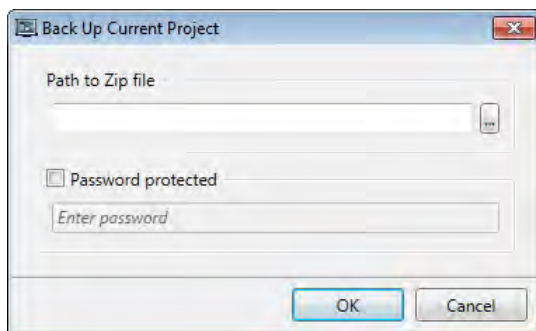 Back Up Current Project
Path to Zip file
...
Password protected
Enter password
OK
Cancel